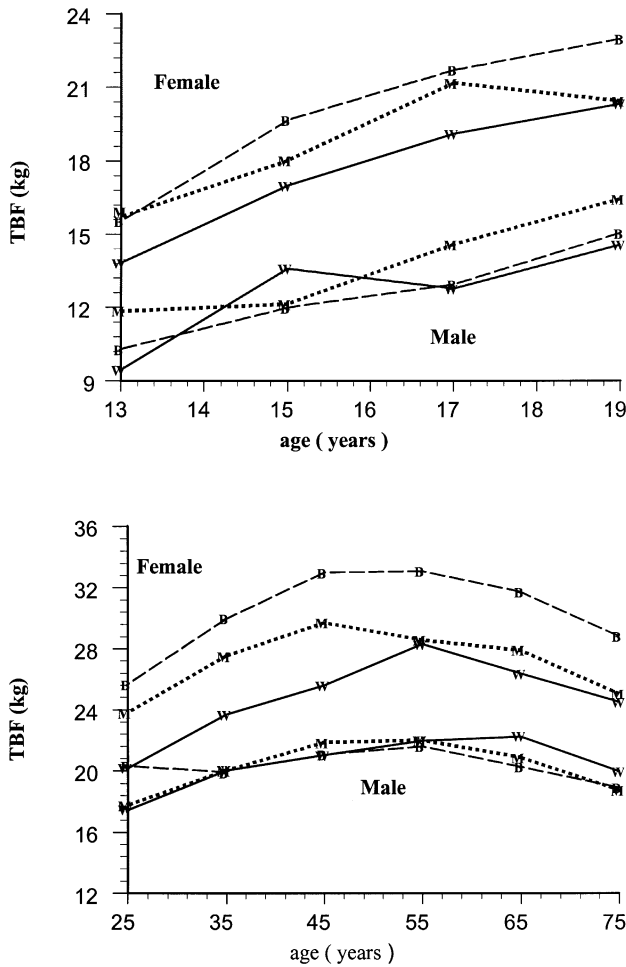 24
Female
21
18
TBF (kg)
15
12
Male
9
13 14 15 16 17 18 19
age ( years )
B B B B
M M M M
W W W W
M M M M
B B B B
W W W W
36
Female
32
28
TBF (kg)
24
20
Male
16
12
25 35 45 55 65 75
age ( years )
B B B B B B
M M M M M M
W W W W W W
B B B B B B
M M M M M M
W W W W W W